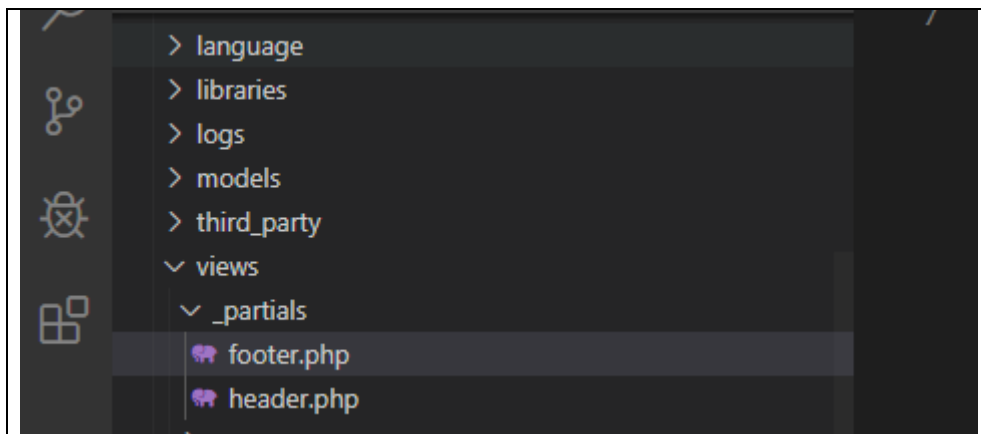 language
libraries
logs
models
third_party
views
_partials
footer.php
header.php